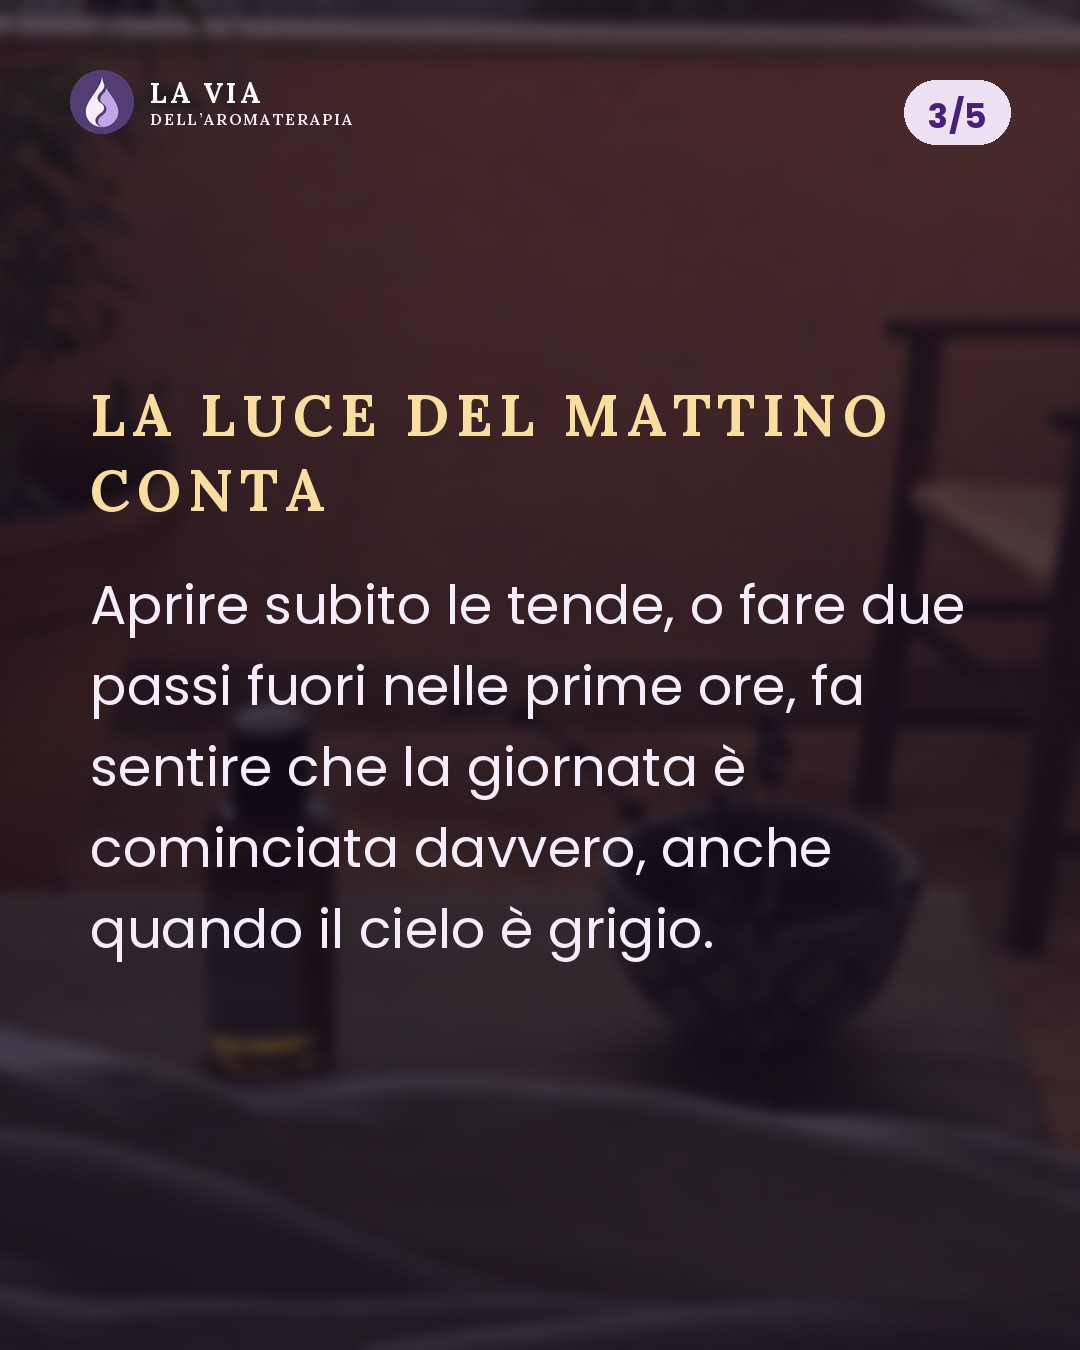 LA VIA
DELL'AROMATERAPIA
3/5
LA LUCE DEL MATTINO
CONTA
Aprire subito le tende, o fare due
passi fuori nelle prime ore, fa
sentire che la giornata è
cominciata davvero, anche
quando il cielo è grigio.